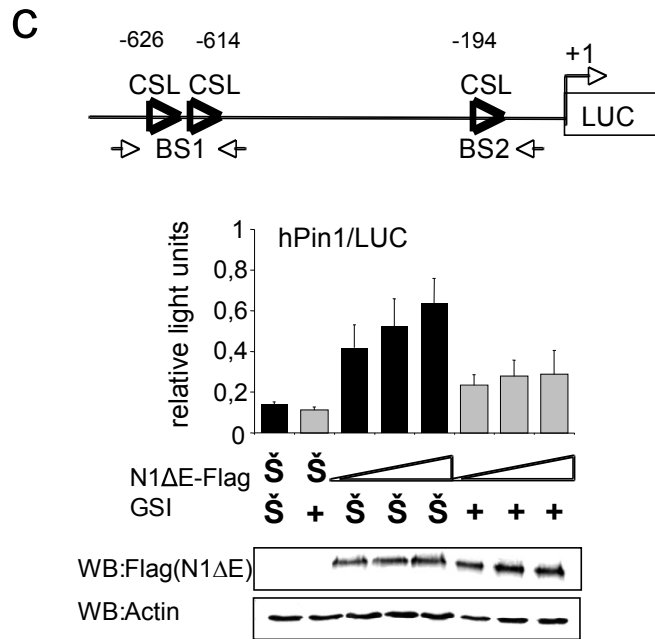 C
-626 -614 -194 +1
CSL CSL CSL
LUC
BS1 BS2
hPin1/LUC
relative light units
1
0,8
0,6
0,4
0,2
0
N1ΔE-Flag Š Š
GSI Š + Š Š Š + + +
WB:Flag(N1ΔE)
WB:Actin